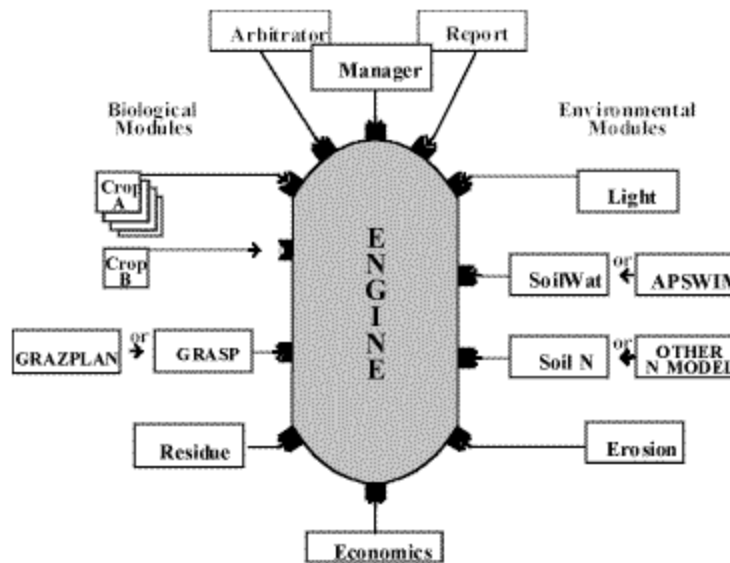 Arbitrator
Report
Manager
Biological
Modules
Environmental
Modules
Crop
A
Light
ENGINE
Crop
B
SoilWat
or
APSWIM
GRAZPLAN
or
GRASP
Soil N
or
OTHER
N MODEL
Residue
Erosion
Economics